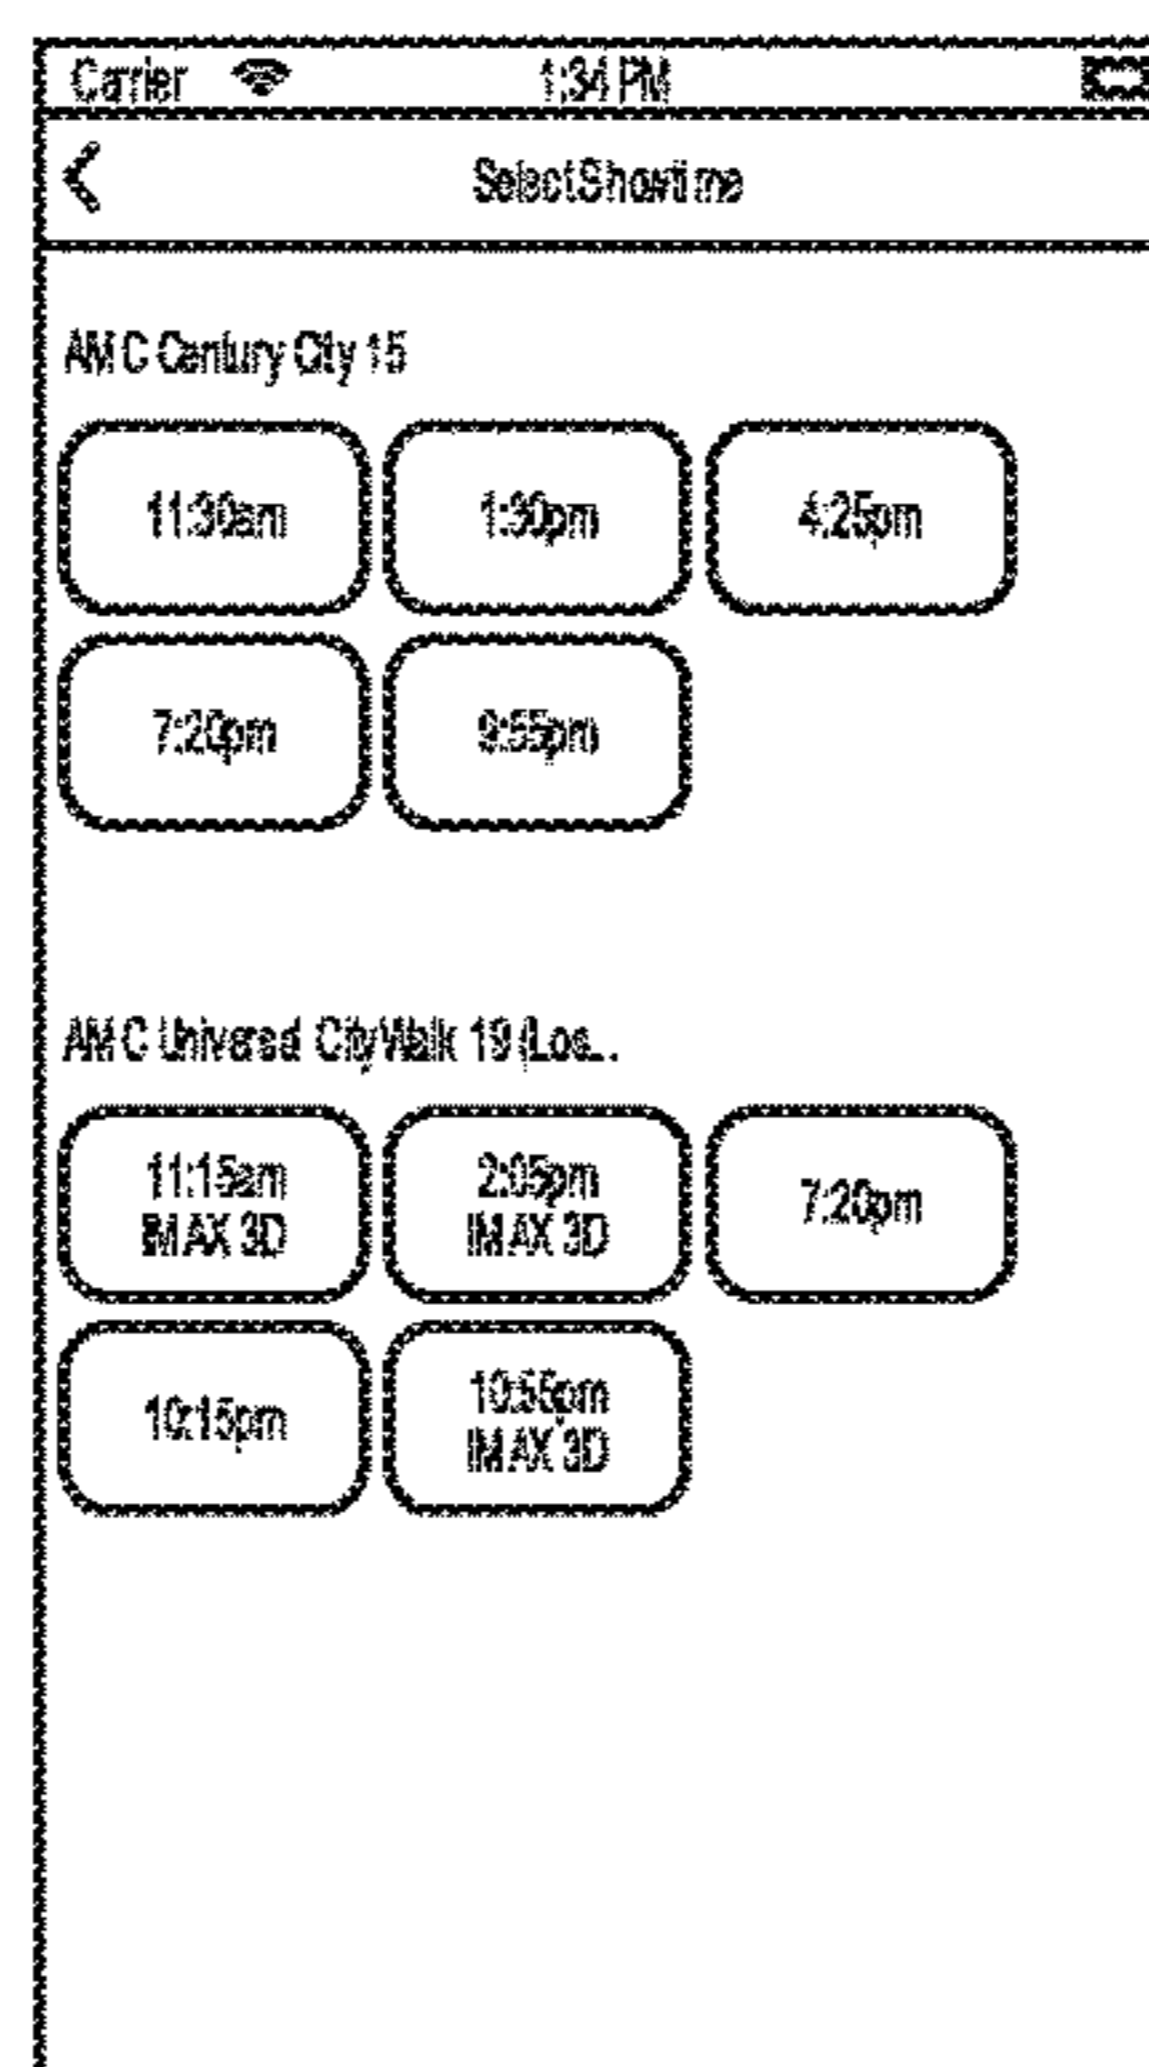 Carrier 1:34 PM
Select Showtime
AMC Century City 15
11:30am 1:30pm 4:25pm
7:20pm 9:55pm
AMC Universal CityWalk 19 (Los...
11:15am 2:05pm 7:20pm
IMAX 3D IMAX 3D
10:15pm 10:55pm
IMAX 3D